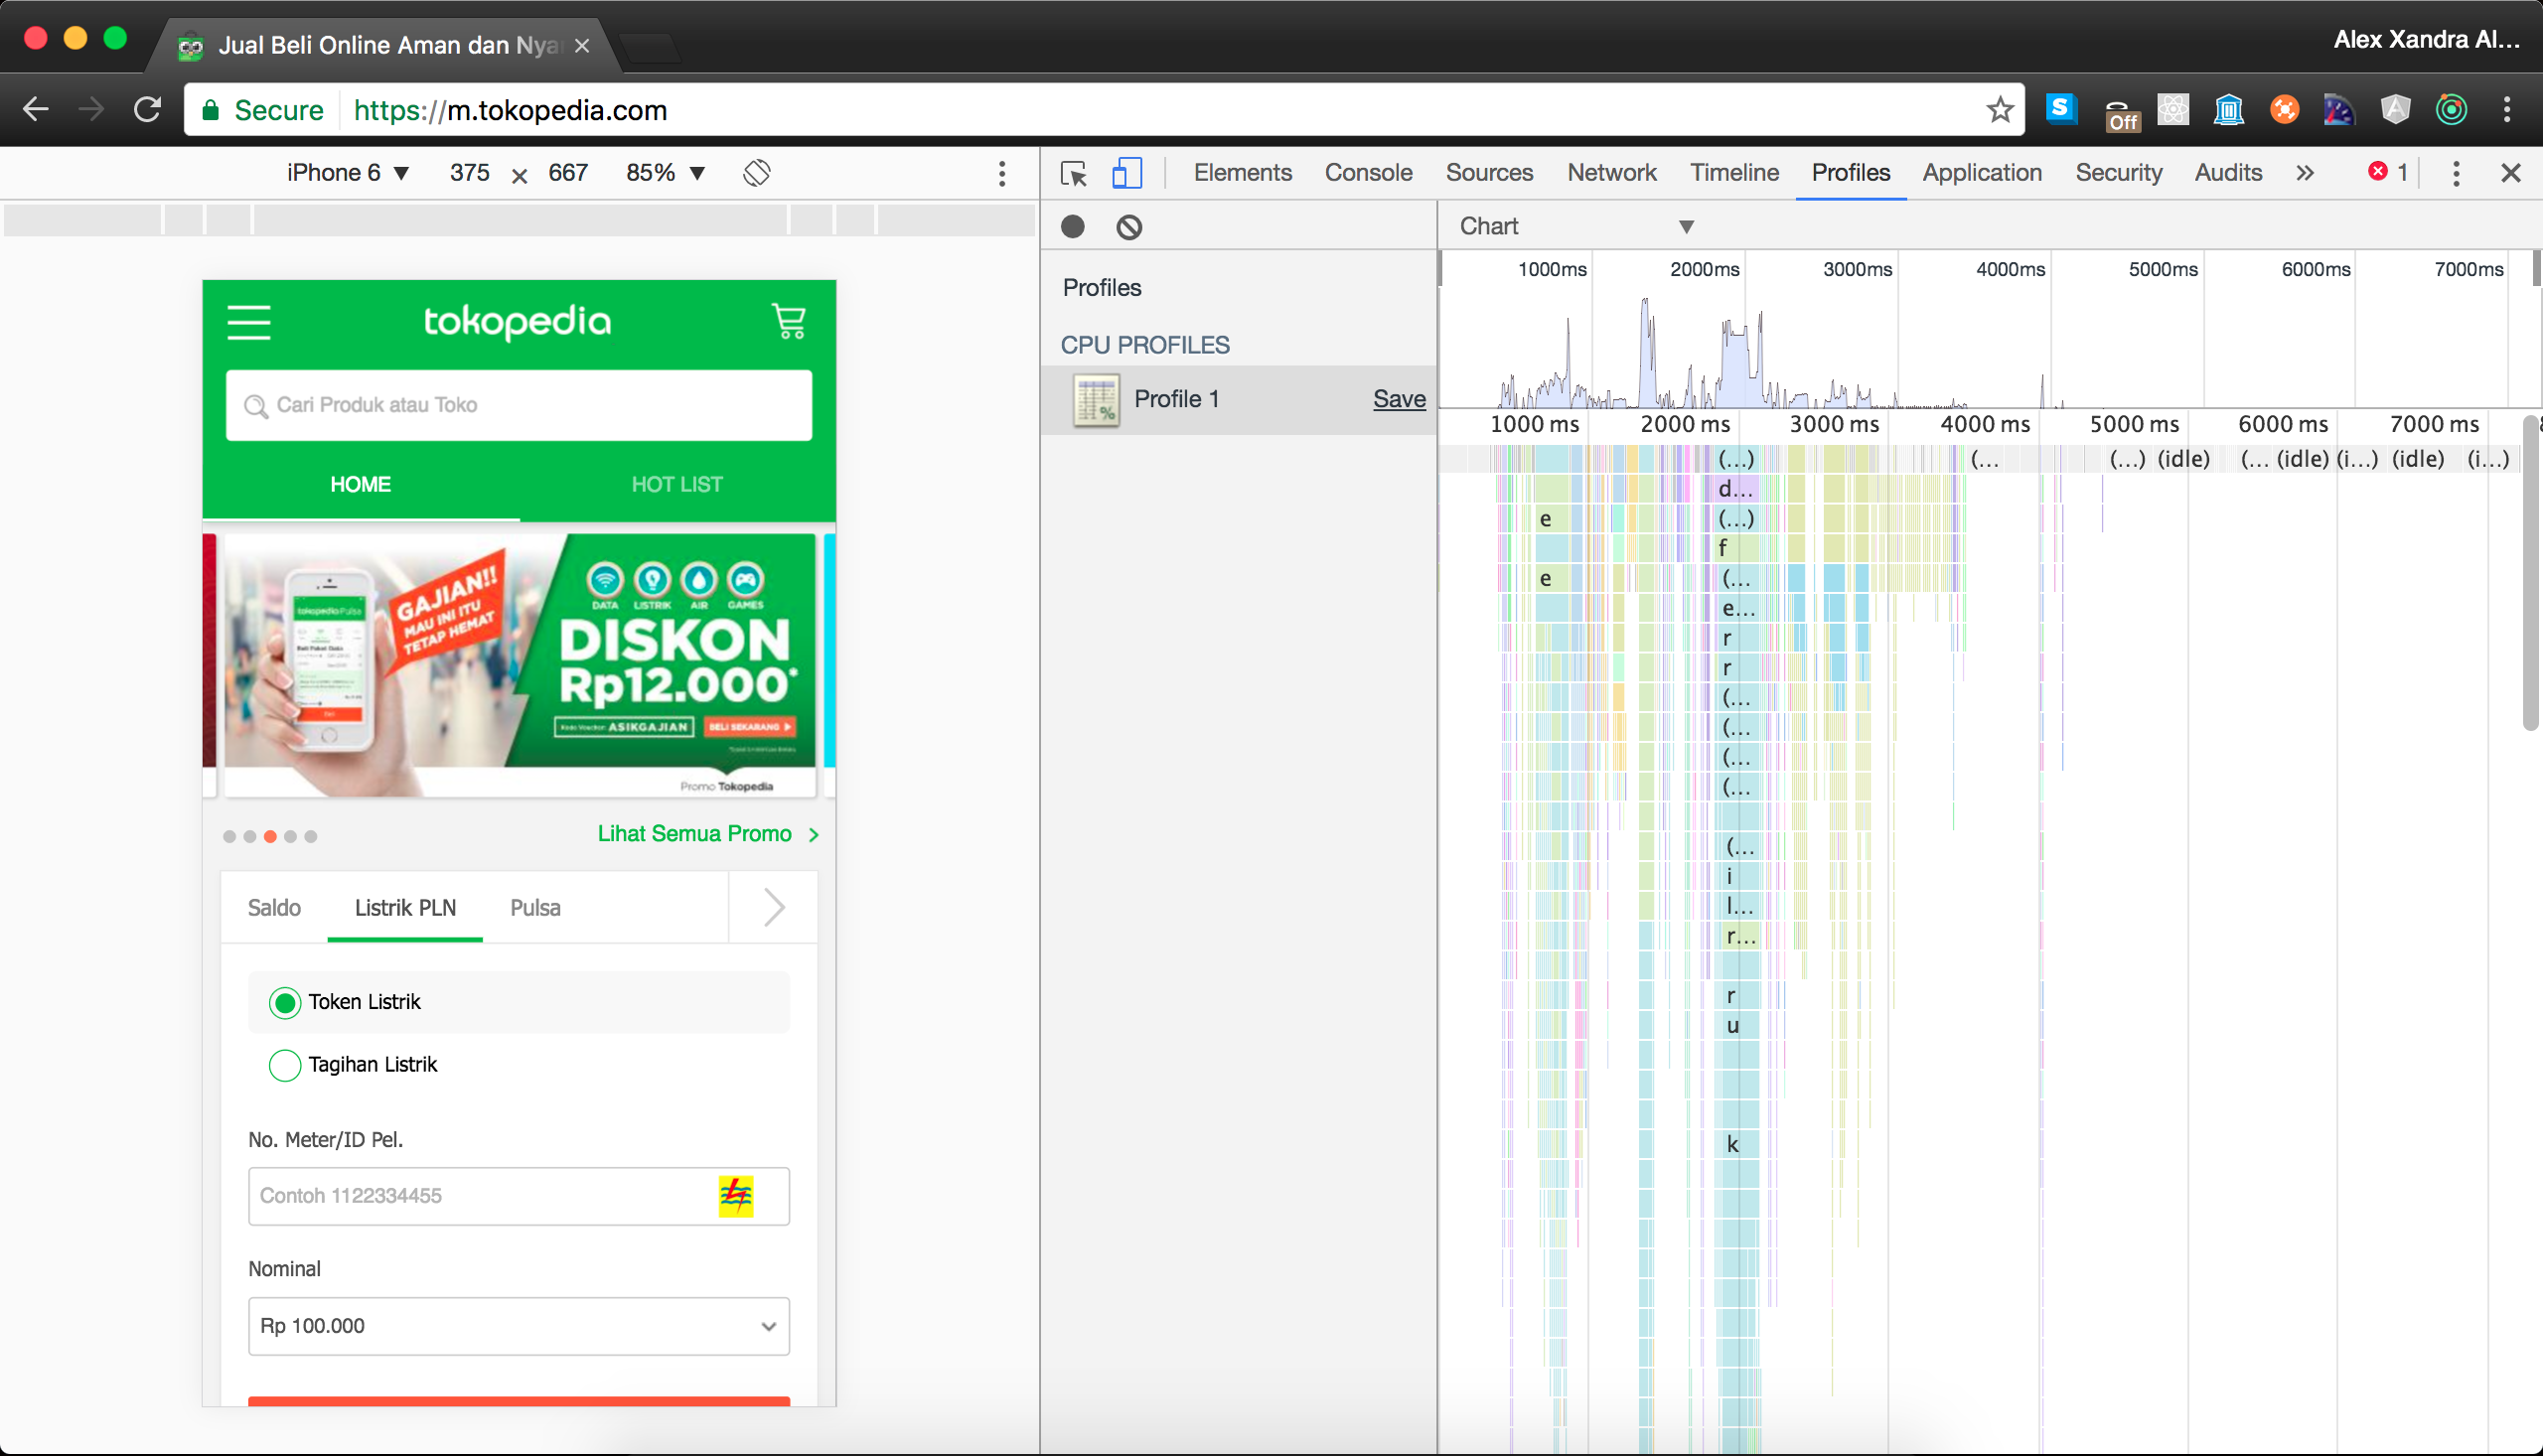 Jual Beli Online Aman dan Nya
Alex Xandra Al...
Secure
https://m.tokopedia.com
S
Off
A
iPhone 6
375 × 667
85%
Elements
Console
Sources
Network
Timeline
Profiles
Application
Security
Audits
1
Chart
Profiles
CPU PROFILES
Profile 1
Save
%
1000ms
2000ms
3000ms
4000ms
5000ms
6000ms
7000ms
1000 ms
2000 ms
3000 ms
4000 ms
5000 ms
6000 ms
7000 ms
(...)
(...
(...)
(idle)
(...
(idle)
(i...)
(idle)
(i...)
d...
e
(...)
f
e
(...
e...
r
r
(...
(...
(...
(...
(...
i
l...
r...
r
u
k
tokopedia
Cari Produk atau Toko
HOME
HOT LIST
tokopedia Pulsa
GAJIAN!!
MAU INI ITU
TETAP HEMAT
DATA
LISTRIK
AIR
GAMES
DISKON
Rp12.000*
Kode Voucher: ASIKGAJIAN
BELI SEKARANG
Promo Tokopedia
Lihat Semua Promo
Saldo
Listrik PLN
Pulsa
Token Listrik
Tagihan Listrik
No. Meter/ID Pel.
Contoh 1122334455
Nominal
Rp 100.000